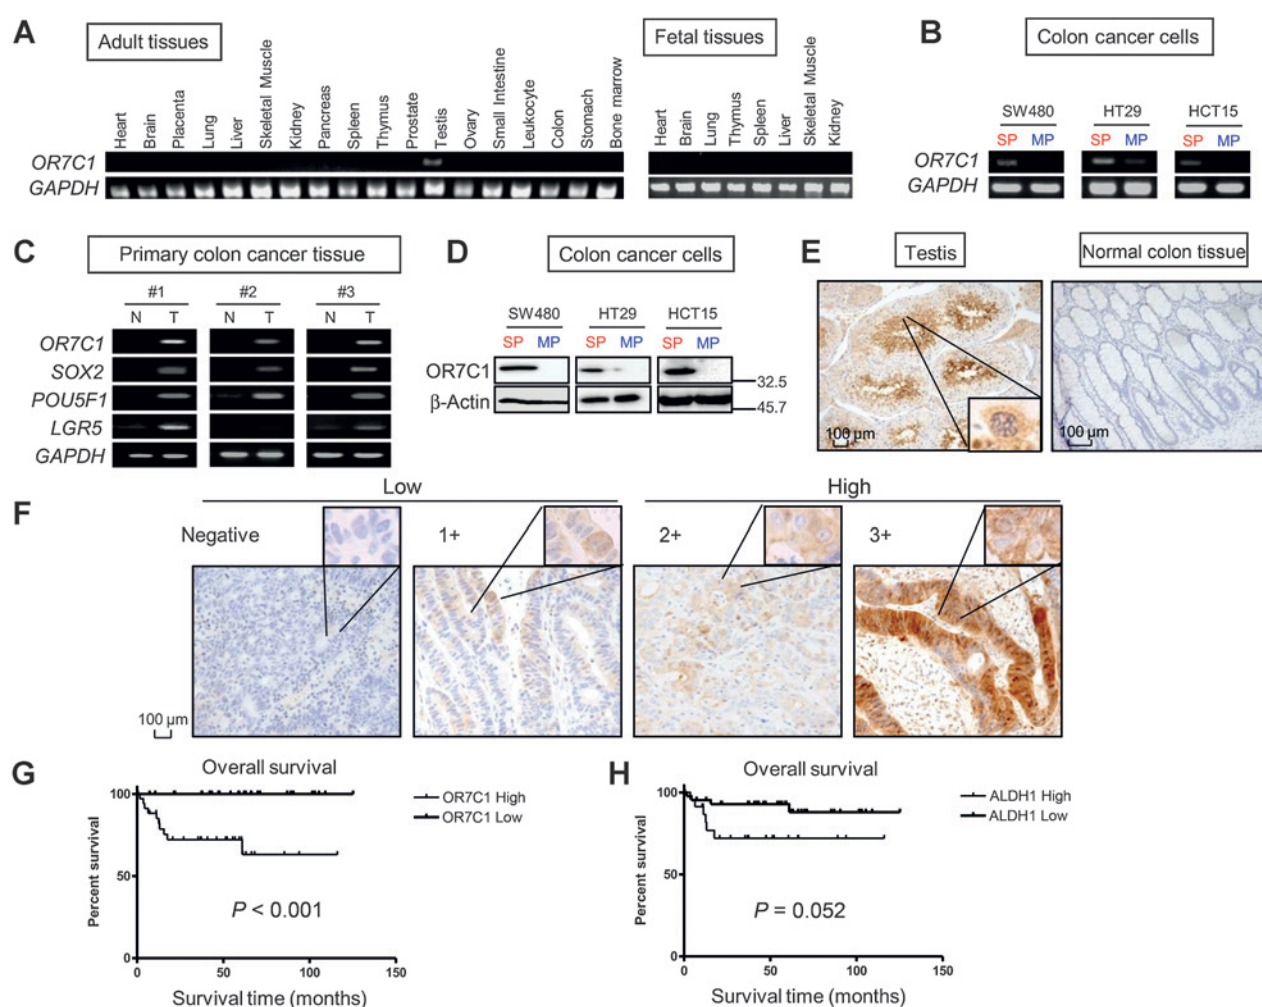 A
Adult tissues
Heart
Brain
Placenta
Lung
Liver
Skeletal Muscle
Kidney
Pancreas
Spleen
Thymus
Prostate
Testis
Ovary
Small Intestine
Leukocyte
Colon
Stomach
Bone marrow
OR7C1
GAPDH
Fetal tissues
Heart
Brain
Lung
Thymus
Spleen
Liver
Skeletal Muscle
Kidney
B
Colon cancer cells
SW480 HT29 HCT15
SP MP SP MP SP MP
OR7C1
GAPDH
C
Primary colon cancer tissue
#1 #2 #3
N T N T N T
OR7C1
SOX2
POU5F1
LGR5
GAPDH
D
Colon cancer cells
SW480 HT29 HCT15
SP MP SP MP SP MP
OR7C1
32.5
β-Actin
45.7
E
Testis
Normal colon tissue
100 µm
100 µm
F
Low High
Negative 1+ 2+ 3+
100 µm
G
Overall survival
OR7C1 High
OR7C1 Low
Percent survival
100
50
0
P < 0.001
0 50 100 150
Survival time (months)
H
Overall survival
ALDH1 High
ALDH1 Low
Percent survival
100
50
0
P = 0.052
0 50 100 150
Survival time (months)